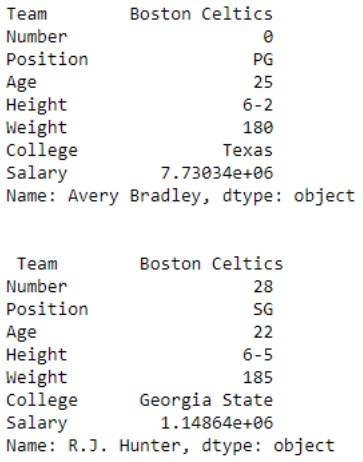 Team          Boston Celtics
Number                     0
Position                  PG
Age                       25
Height                   6-2
Weight                   180
College                Texas
Salary           7.73034e+06
Name: Avery Bradley, dtype: object
 Team          Boston Celtics
Number                     28
Position                   SG
Age                        22
Height                    6-5
Weight                    185
College         Georgia State
Salary            1.14864e+06
Name: R.J. Hunter, dtype: object